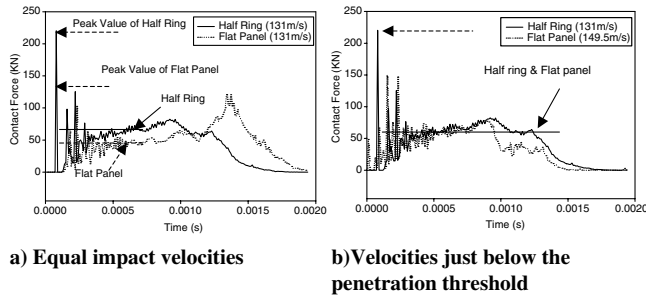 Contact Force (KN)
300
250
200
150
100
50
0
Peak Value of Half Ring
Half Ring (131m/s)
Flat Panel (131m/s)
Peak Value of Flat Panel
Half Ring
Flat Panel
0.0000
0.0005
0.0010
0.0015
0.0020
Time (s)
a) Equal impact velocities
Contact Force (KN)
250
200
150
100
50
0
Half Ring (131m/s)
Flat Panel (149.5m/s)
Half ring & Flat panel
0.0000
0.0005
0.0010
0.0015
0.0020
Time (s)
b)Velocities just below the
penetration threshold